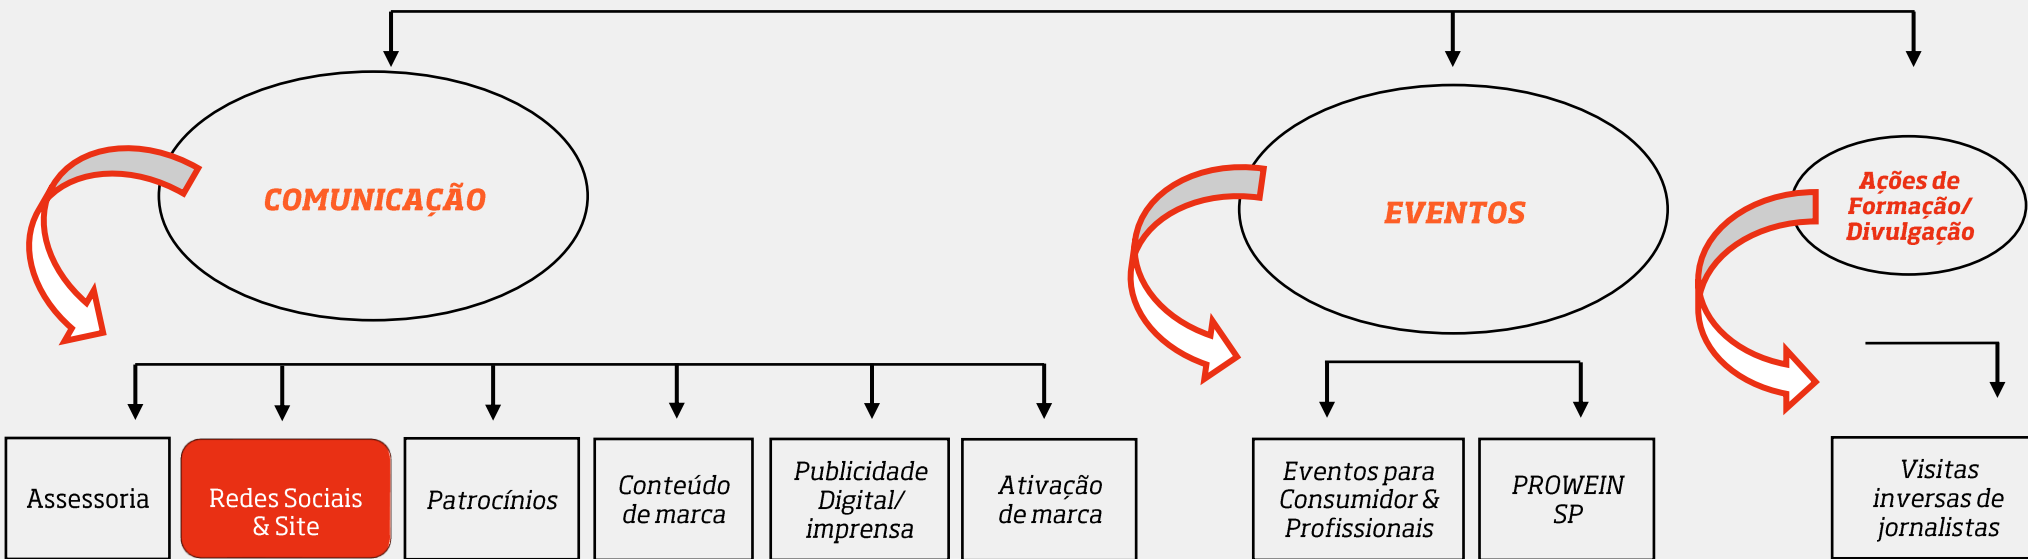 COMUNICAÇÃO
EVENTOS
Ações de
Formação/
Divulgação
Assessoria
Redes Sociais
& Site
Patrocínios
Conteúdo
de marca
Publicidade
Digital/
imprensa
Ativação
de marca
Eventos para
Consumidor &
Profissionais
PROWEIN
SP
Visitas
inversas de
jornalistas